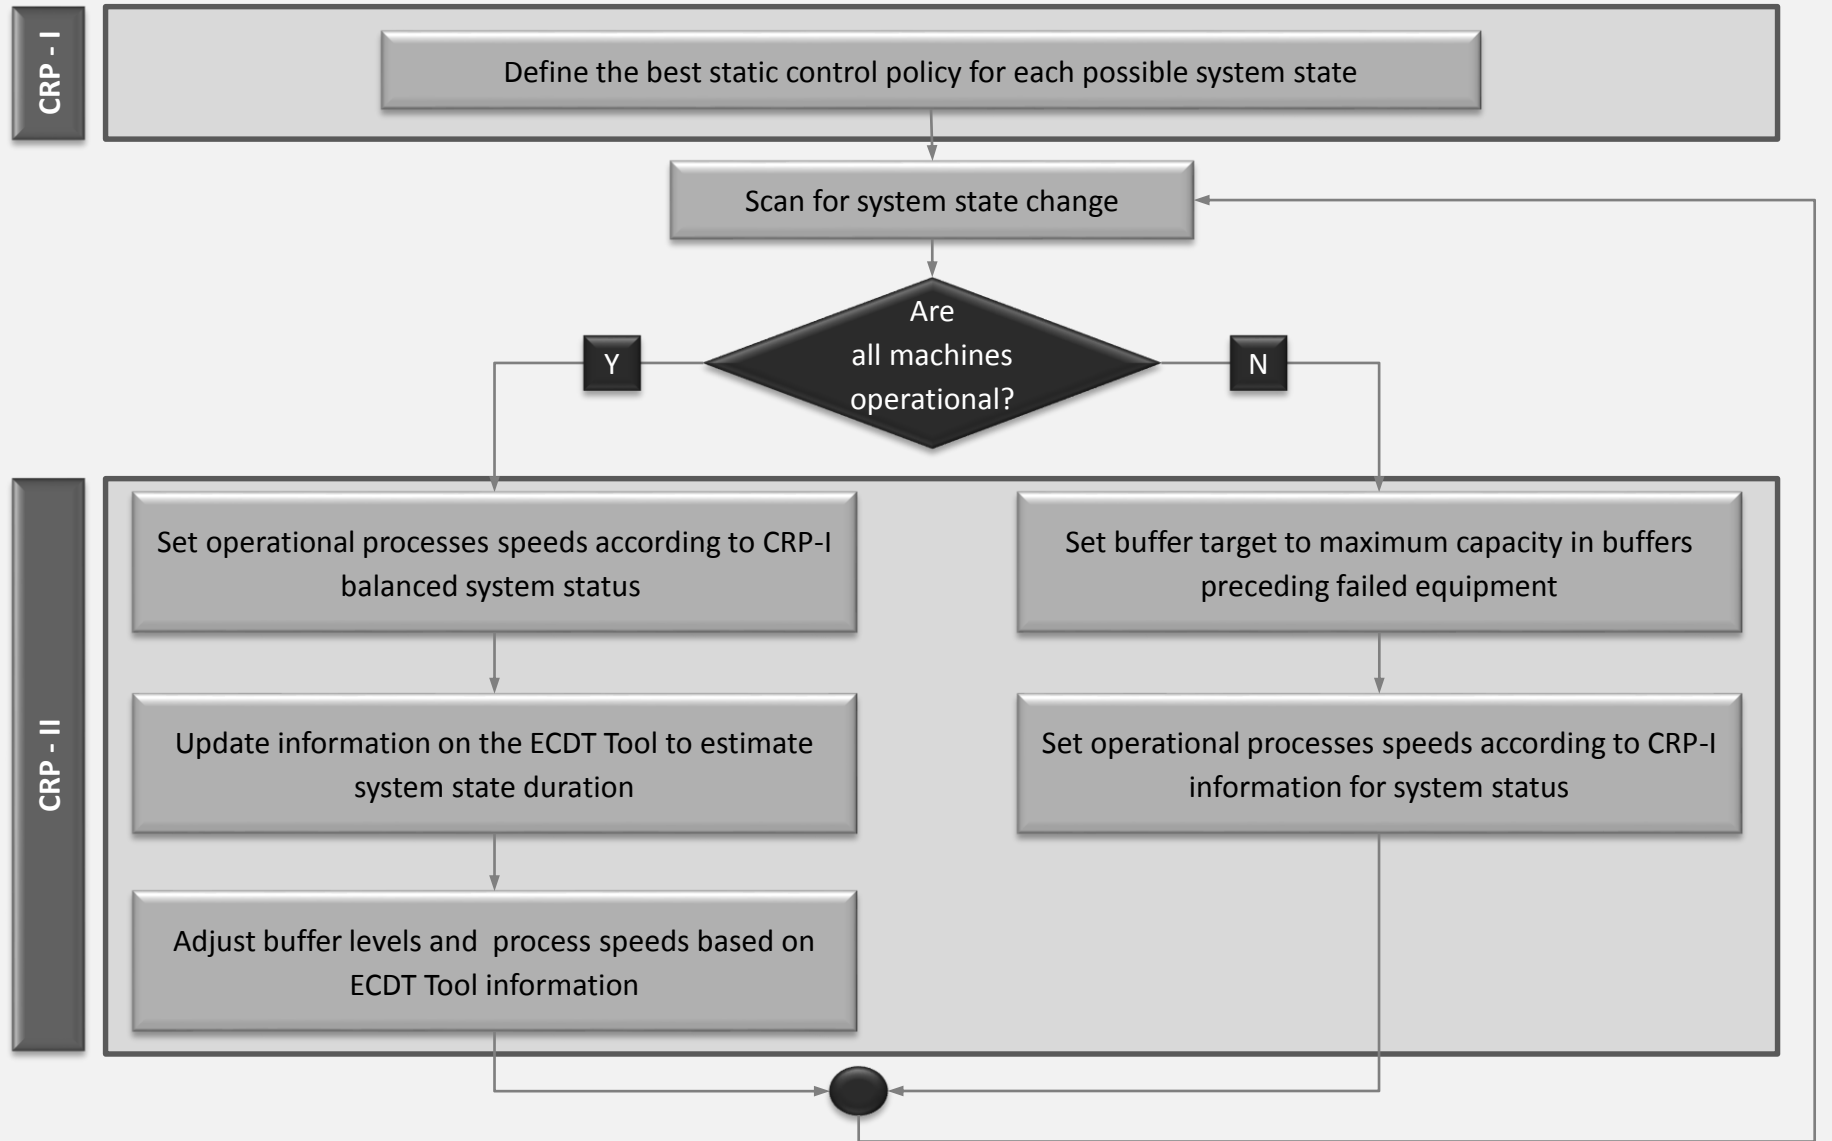 CRP - I
Define the best static control policy for each possible system state
Scan for system state change
Are
all machines
operational?
Y
N
CRP - II
Set operational processes speeds according to CRP-I
balanced system status
Set buffer target to maximum capacity in buffers
preceding failed equipment
Update information on the ECDT Tool to estimate
system state duration
Set operational processes speeds according to CRP-I
information for system status
Adjust buffer levels and  process speeds based on
ECDT Tool information